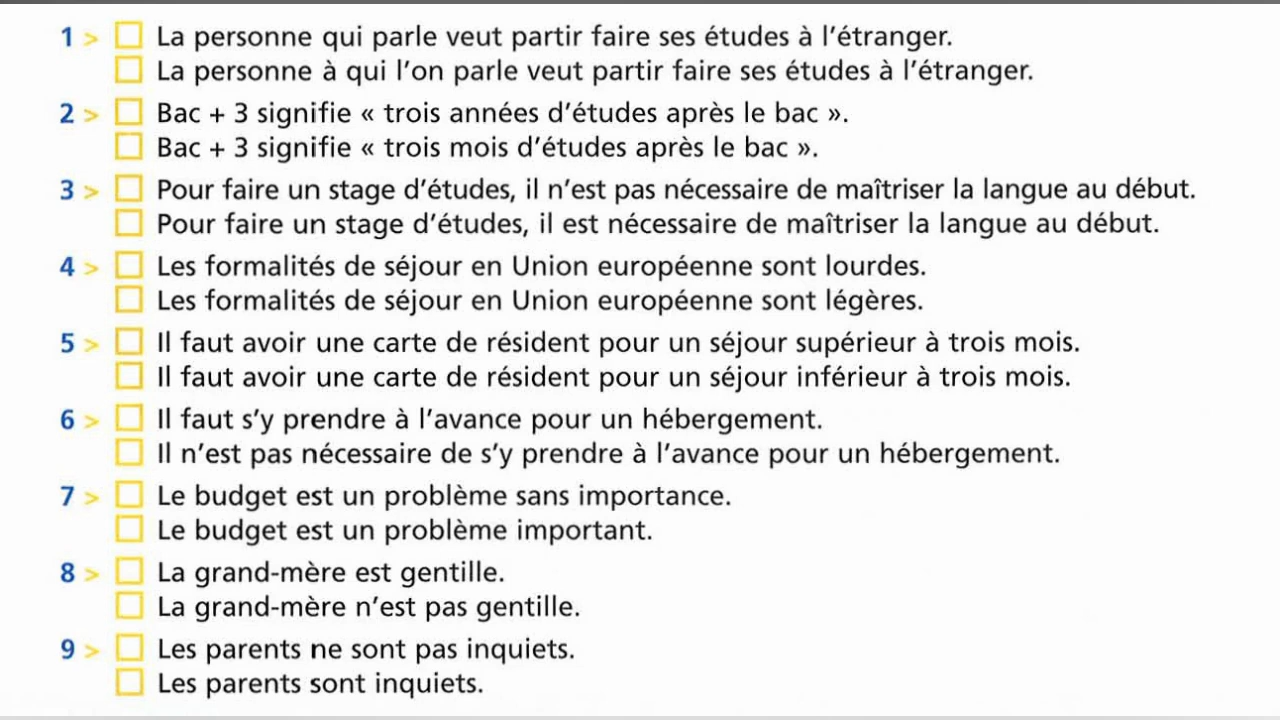 1 > La personne qui parle veut partir faire ses études à l'étranger.
La personne à qui l'on parle veut partir faire ses études à l'étranger.
2 > Bac + 3 signifie « trois années d'études après le bac ».
Bac + 3 signifie « trois mois d'études après le bac ».
3 > Pour faire un stage d'études, il n'est pas nécessaire de maîtriser la langue au début.
Pour faire un stage d'études, il est nécessaire de maîtriser la langue au début.
4 > Les formalités de séjour en Union européenne sont lourdes.
Les formalités de séjour en Union européenne sont légères.
5 > Il faut avoir une carte de résident pour un séjour supérieur à trois mois.
Il faut avoir une carte de résident pour un séjour inférieur à trois mois.
6 > Il faut s'y prendre à l'avance pour un hébergement.
Il n'est pas nécessaire de s'y prendre à l'avance pour un hébergement.
7 > Le budget est un problème sans importance.
Le budget est un problème important.
8 > La grand-mère est gentille.
La grand-mère n'est pas gentille.
9 > Les parents ne sont pas inquiets.
Les parents sont inquiets.